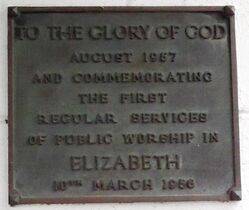 TO THE GLORY OF GOD
AUGUST 1957
AND COMMEMORATING
THE FIRST
REGULAR SERVICES
OF PUBLIC WORSHIP IN
ELIZABETH
10TH MARCH 1956